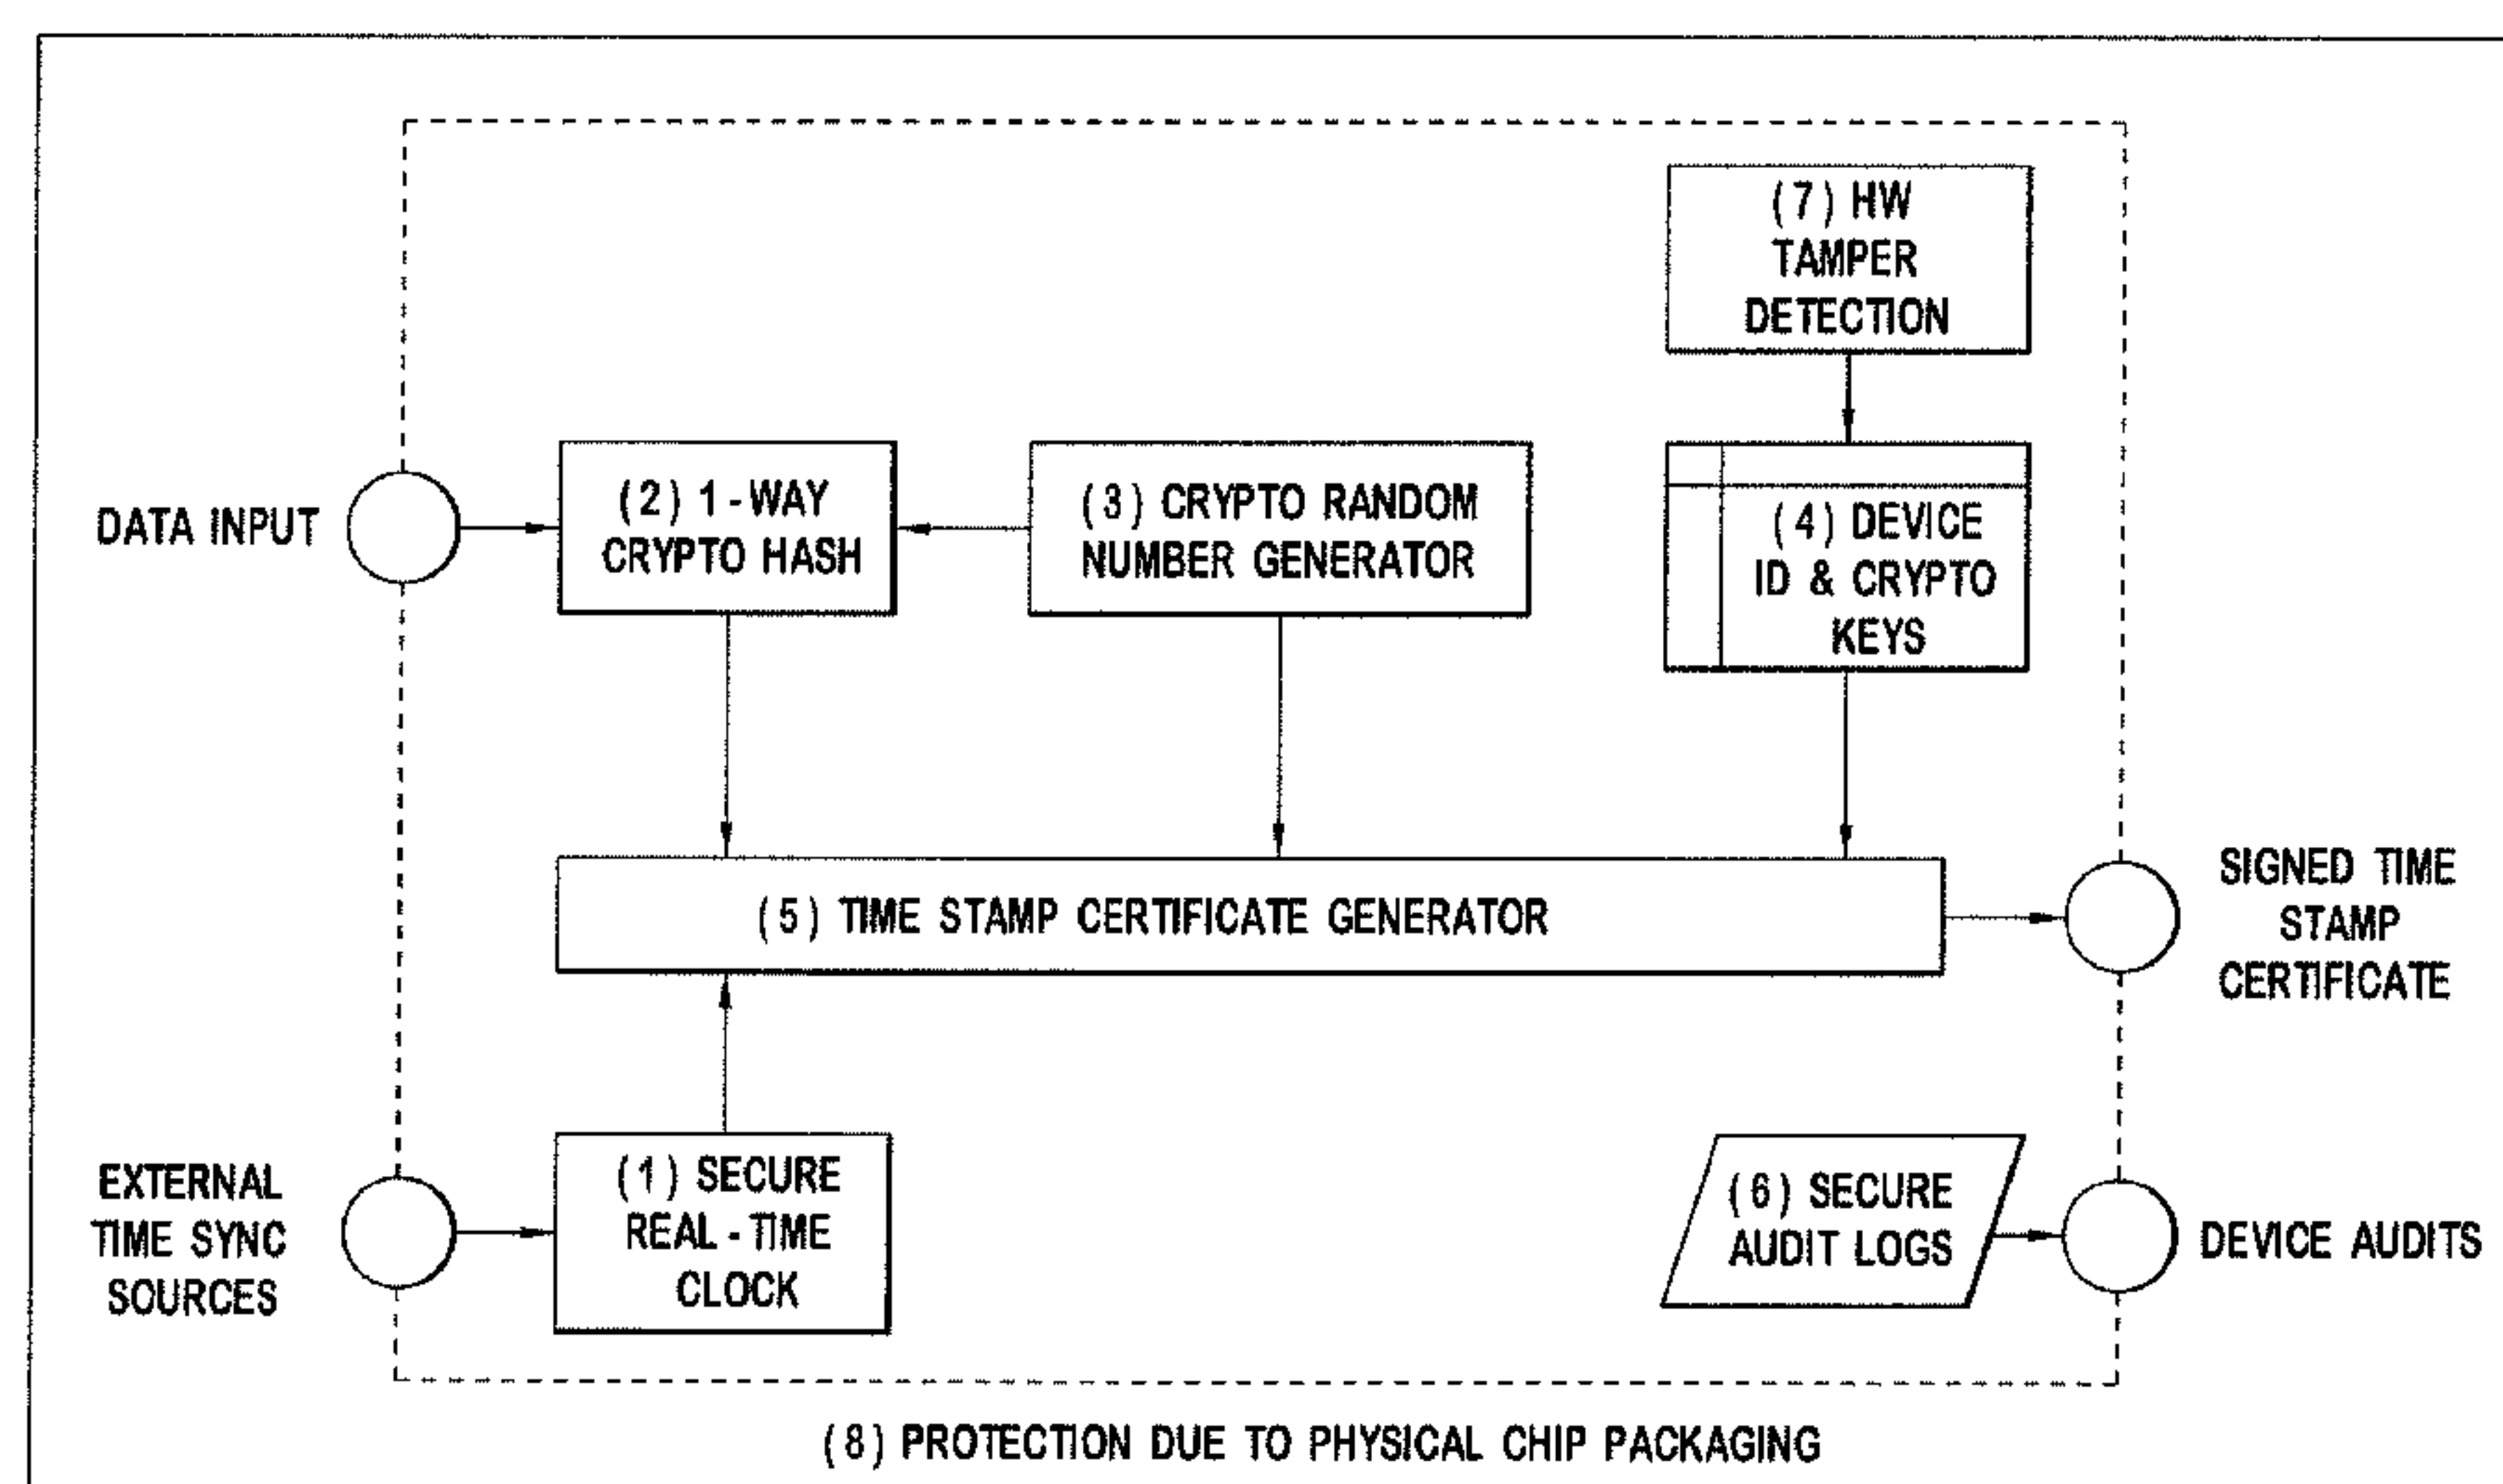 (7) HW
TAMPER
DETECTION
DATA INPUT
(2) 1-WAY
CRYPTO HASH
(3) CRYPTO RANDOM
NUMBER GENERATOR
(4) DEVICE
ID & CRYPTO
KEYS
(5) TIME STAMP CERTIFICATE GENERATOR
SIGNED TIME
STAMP
CERTIFICATE
EXTERNAL
TIME SYNC
SOURCES
(1) SECURE
REAL-TIME
CLOCK
(6) SECURE
AUDIT LOGS
DEVICE AUDITS
(8) PROTECTION DUE TO PHYSICAL CHIP PACKAGING